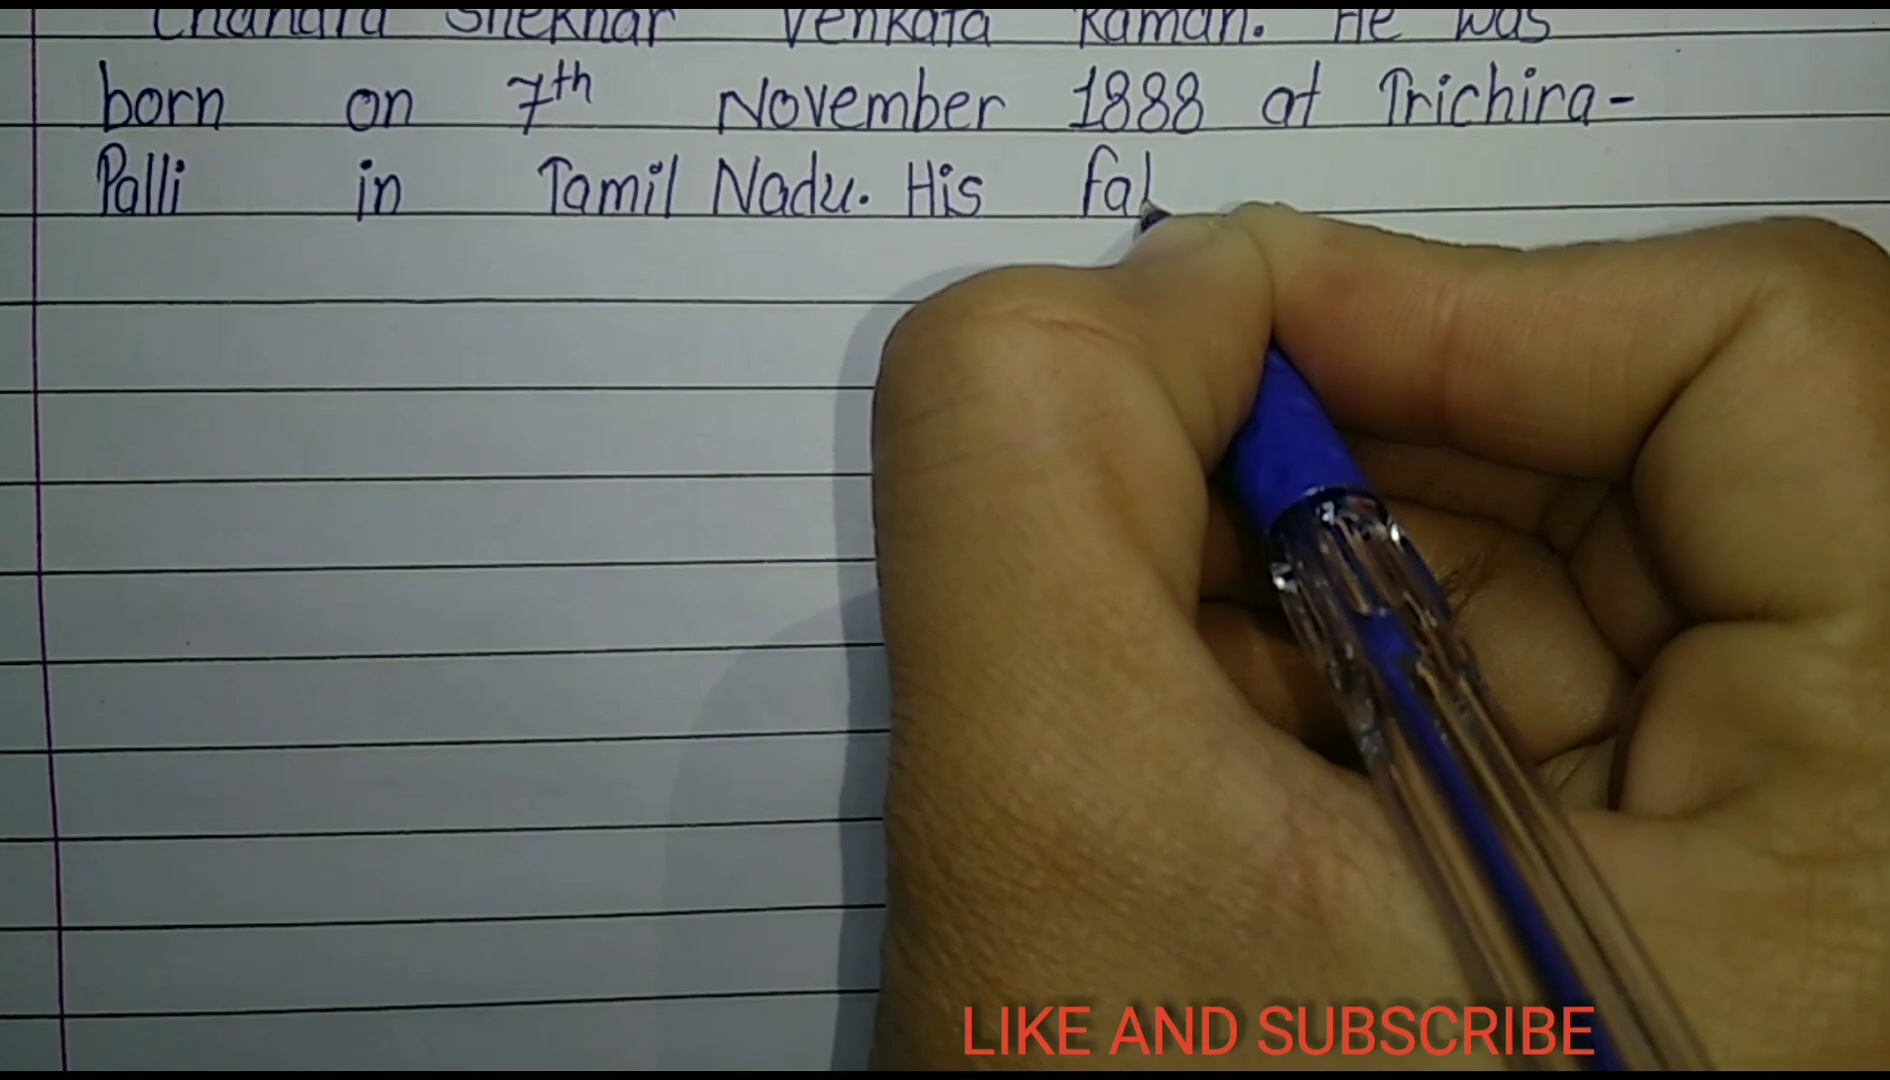 Chandra Shekhar Venkata Raman. He was
born on 7th November 1888 at Trichira-
Palli in Tamil Nadu. His
LIKE AND SUBSCRIBE